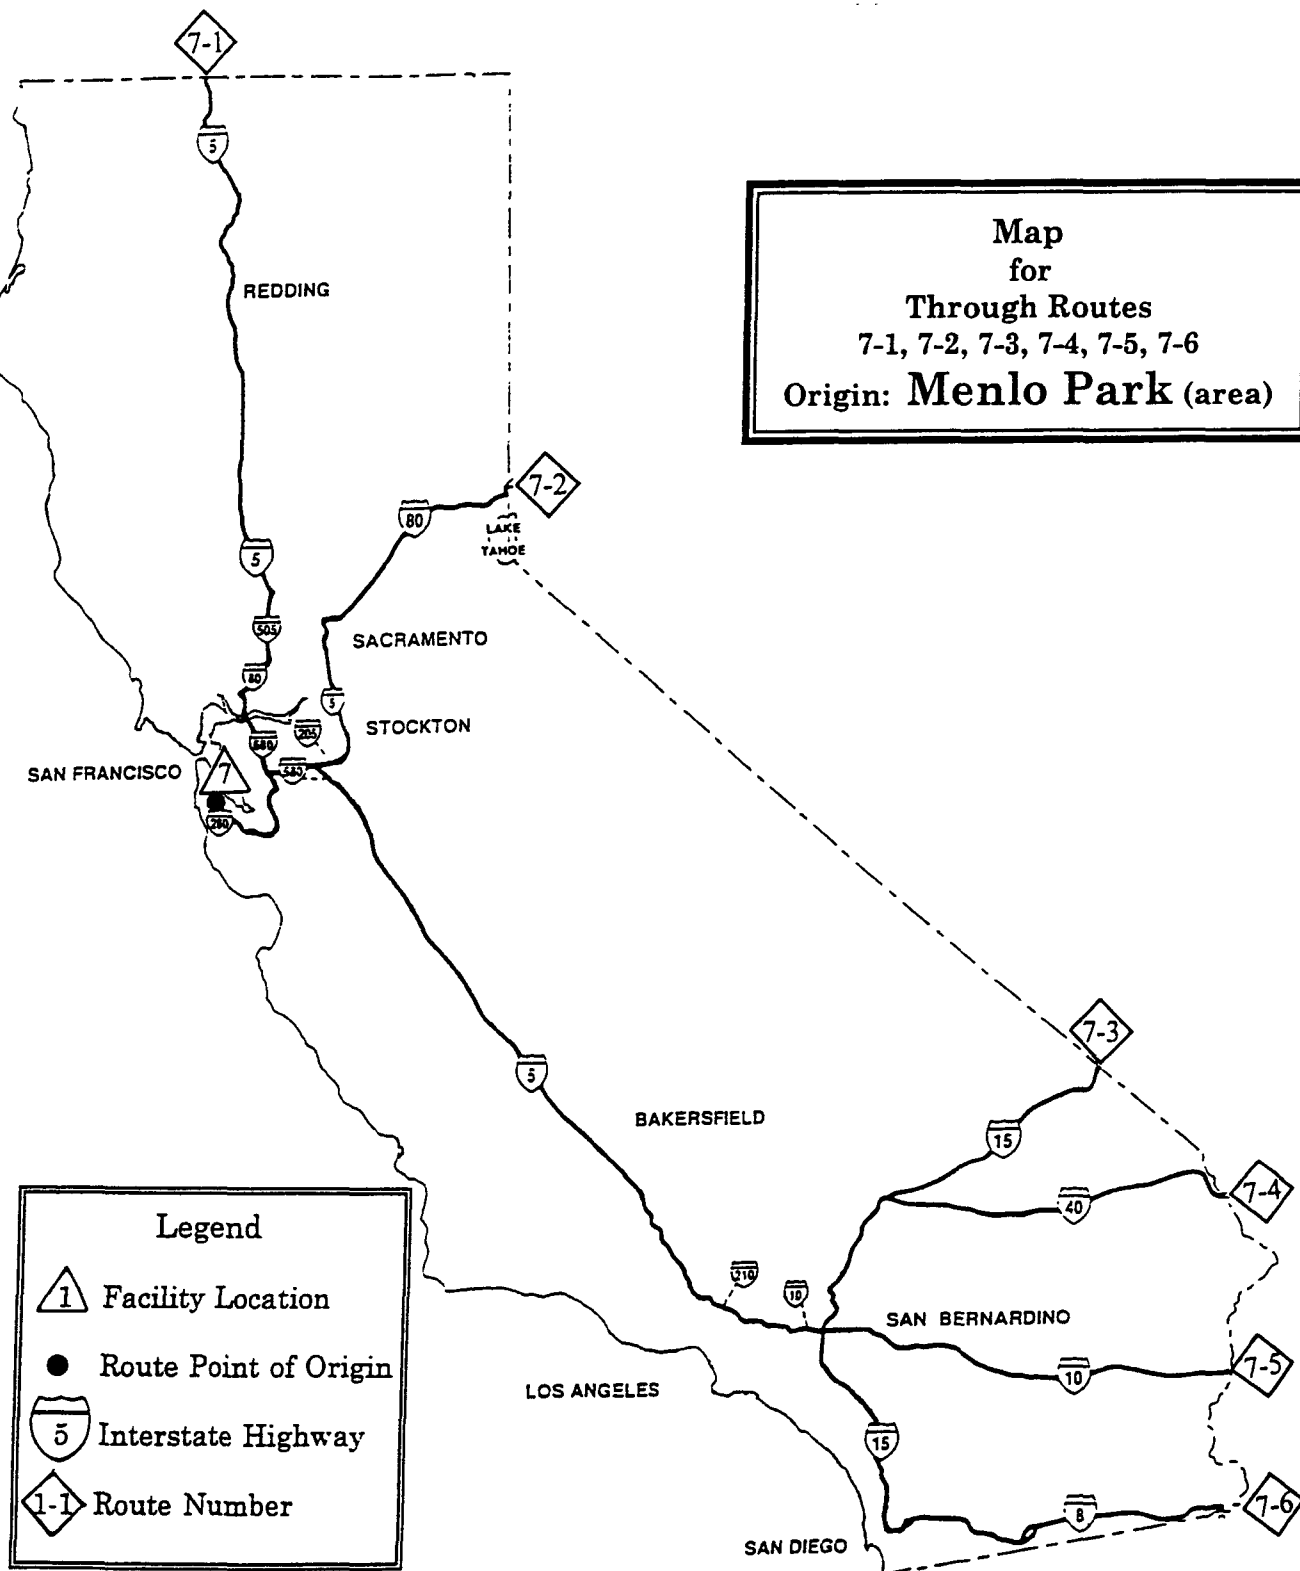 7-1
5
REDDING
Map
for
Through Routes
7-1, 7-2, 7-3, 7-4, 7-5, 7-6
Origin: Menlo Park (area)
7-2
80
LAKE
TAHOE
5
505
SACRAMENTO
80
5
STOCKTON
205
680
580
SAN FRANCISCO
7
280
7-3
5
BAKERSFIELD
15
7-4
40
210
10
SAN BERNARDINO
7-5
10
LOS ANGELES
15
7-6
8
SAN DIEGO
Legend
1 Facility Location
Route Point of Origin
5 Interstate Highway
1-1 Route Number